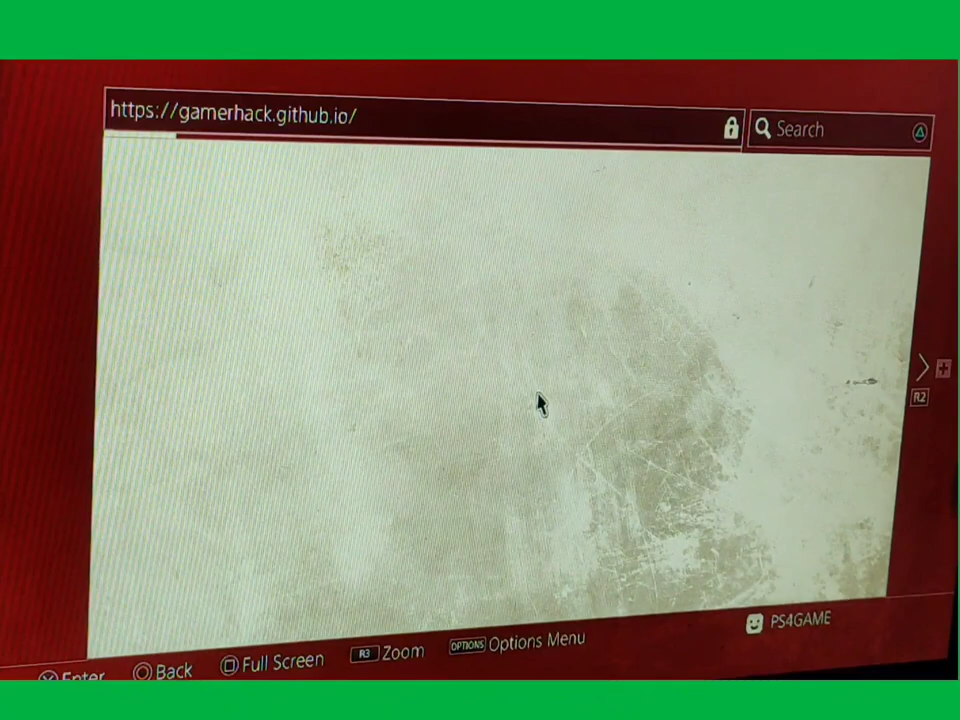 https://gamerhack.github.io/
Search
R2
PS4GAME
Enter
Back
Full Screen
R3 Zoom
OPTIONS Options Menu